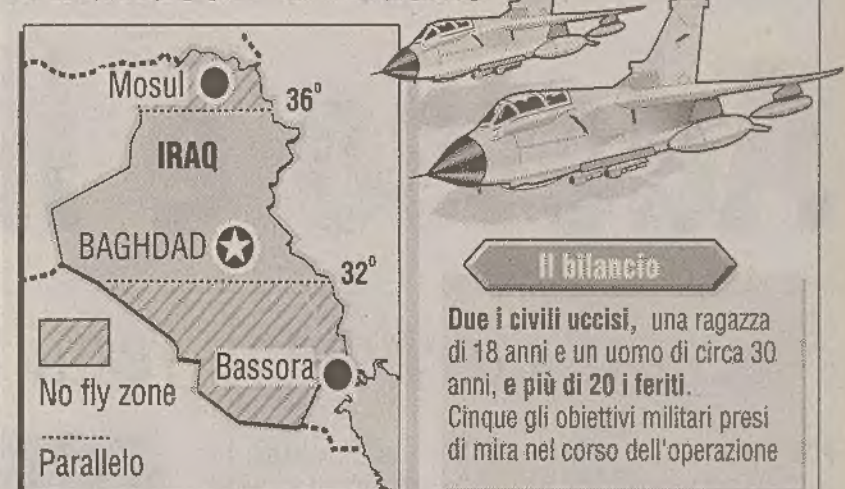 Mosul
36°
IRAQ
BAGHDAD
32°
Bassora
No fly zone
Parallelo
Il bilancio
Due i civili uccisi, una ragazza
di 18 anni e un uomo di circa 30
anni, e più di 20 i feriti.
Cinque gli obiettivi militari presi
di mira nel corso dell'operazione